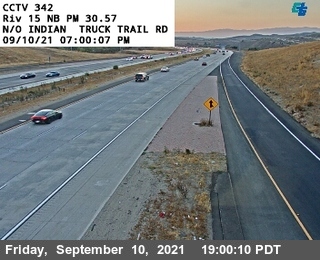 CCTV 342
Riv 15 NB PM 30.57
N/O INDIAN TRUCK TRAIL RD
09/10/21 07:00:07 PM
Friday, September 10, 2021 19:00:10 PDT